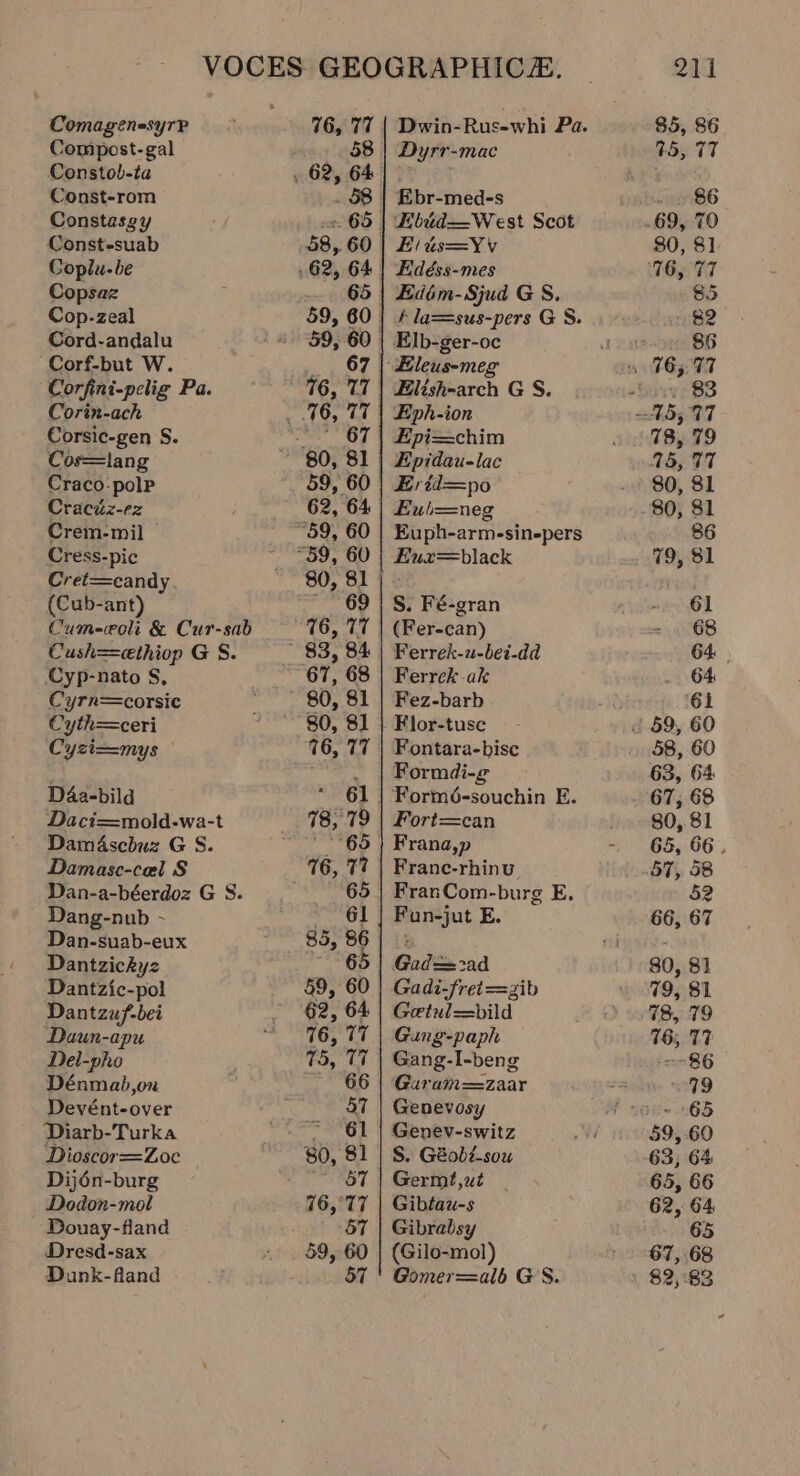 VOCES GEOGRAPHICÆ. 211
Comagen-syrP 76, 77
Compost-gal 58
Constob-ta 62, 64
Const-rom 58
Constasgy 65
Const-suab 58, 60
Coplu-be 62, 64
Copsaz 65
Cop-zeal 59, 60
Cord-andalu 59, 60
Corf-but W. 67
Corfini-pelig Pa. 76, 77
Corin-ach 76, 77
Corsic-gen S. 67
Cos=lang 80, 81
Craco-polP 59, 60
Cracúz-ez 62, 64
Crem-mil 59, 60
Cress-pic 59, 60
Cret=candy 80, 81
(Cub-ant) 69
Cum-æoli & Cur-sab 76, 77
Cush=æthiop G S. 83, 84
Cyp-nato S. 67, 68
Cyrn=corsic 80, 81
Cyth=ceri 80, 81
Cyzi=mys 76, 77
Dáa-bild 61
Daci=mold-wa-t 78, 79
Damáscbuz G S. 65
Damasc-cœl S 76, 77
Dan-a-béerdoz G S. 65
Dang-nub 61
Dan-suab-eux 85, 86
Dantzickyz 65
Dantzíc-pol 59, 60
Dantzuf-bei 62, 64
Daun-apu 76, 77
Del-pho 75, 77
Dénmab,on 66
Devént-over 57
Diarb-Turka 61
Dioscor=Zoc 80, 81
Dijón-burg 57
Dodon-mol 76, 77
Douay-fland 57
Dresd-sax 59, 60
Dunk-fland 57
Dwin-Rus-whi Pa. 85, 86
Dyrr-mac 75, 77
Ebr-med-s 86
Ebúd=West Scot 69, 70
E'ús=Yv 80, 81
Edéss-mes 76, 77
Edóm-Sjud G S. 85
la=sus-pers G S. 82
Elb-ger-oc 86
Eleus-meg 76, 77
Elísh-arch G S. 83
Eph-ion 75, 77
Epi=chim 78, 79
Epidau-lac 75, 77
Eríd=po 80, 81
Eub=neg 80, 81
Euph-arm-sin-pers 86
Eux=black 79, 81
S. Fé-gran 61
(Fer-can) 68
Ferrek-u-bei-dd 64
Ferrck-ak 64
Fez-barb 61
Flor-tusc 59, 60
Fontara-bisc 58, 60
Formdi-g 63, 64
Formó-souchin E. 67, 68
Fort=can 80, 81
Frana,p 65, 66
Franc-rhinu 57, 58
FranCom-burg E. 52
Fun-jut E. 66, 67
Gad=cad 80, 81
Gadi-fret=gib 79, 81
Gætul=bild 78, 79
Gang-paph 76, 77
Gang-I-beng 86
Garam=zaar 79
Genevosy 65
Genev-switz 59, 60
S. Gëobí-sou 63, 64
Germí,ut 65, 66
Gibtau-s 62, 64
Gibrabsy 65
(Gilo-mol) 67, 68
Gomer=alb G S. 82, 83